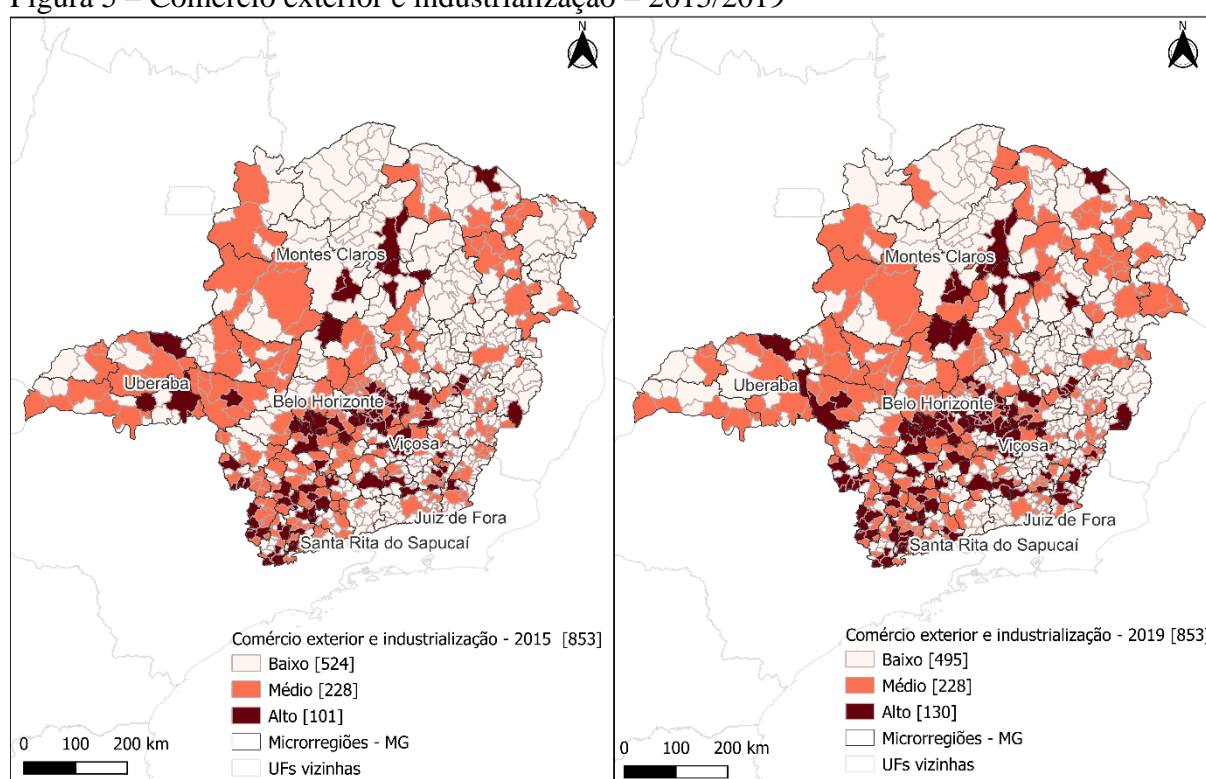 Figura 5 – Comércio exterior e industrialização – 2015/2019
N
Montes Claros
Uberaba
Belo Horizonte
Viçosa
Juiz de Fora
Santa Rita do Sapucaí
Comércio exterior e industrialização - 2015 [853]
Baixo [524]
Médio [228]
Alto [101]
Microrregiões - MG
UFs vizinhas
0 100 200 km
N
Montes Claros
Uberaba
Belo Horizonte
Viçosa
Juiz de Fora
Santa Rita do Sapucaí
Comércio exterior e industrialização - 2019 [853]
Baixo [495]
Médio [228]
Alto [130]
Microrregiões - MG
UFs vizinhas
0 100 200 km